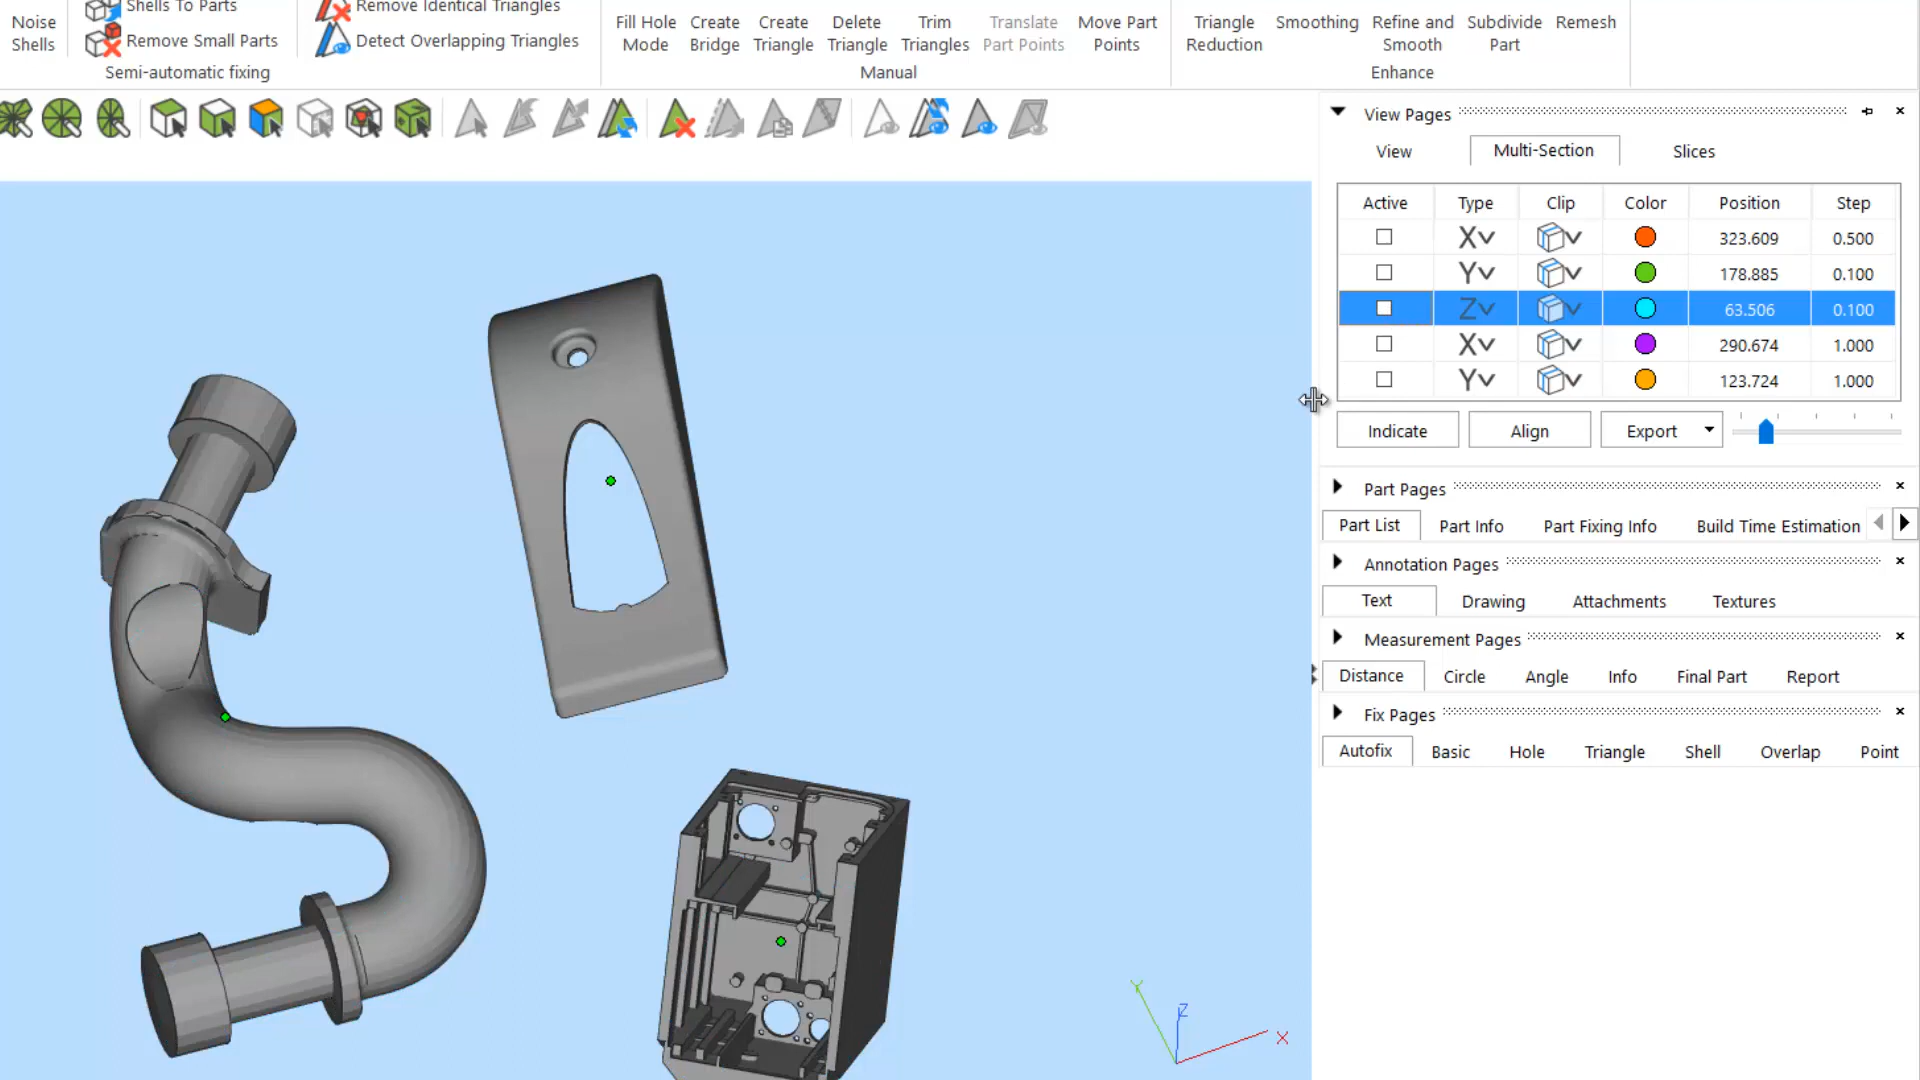 Noise Shells
Shells To Parts
Remove Small Parts
Semi-automatic fixing
Remove Identical Triangles
Detect Overlapping Triangles
Fill Hole Mode
Create Bridge
Create Triangle
Delete Triangle
Trim Triangles
Translate Part Points
Move Part Points
Manual
Triangle Reduction
Smoothing
Refine and Smooth
Subdivide Part
Remesh
Enhance
View Pages
View Multi-Section Slices
Active Type Clip Color Position Step
X 323.609 0.500
Y 178.885 0.100
Z 63.506 0.100
X 290.674 1.000
Y 123.724 1.000
Indicate Align Export
Part Pages
Part List Part Info Part Fixing Info Build Time Estimation
Annotation Pages
Text Drawing Attachments Textures
Measurement Pages
Distance Circle Angle Info Final Part Report
Fix Pages
Autofix Basic Hole Triangle Shell Overlap Point
Y
Z
X